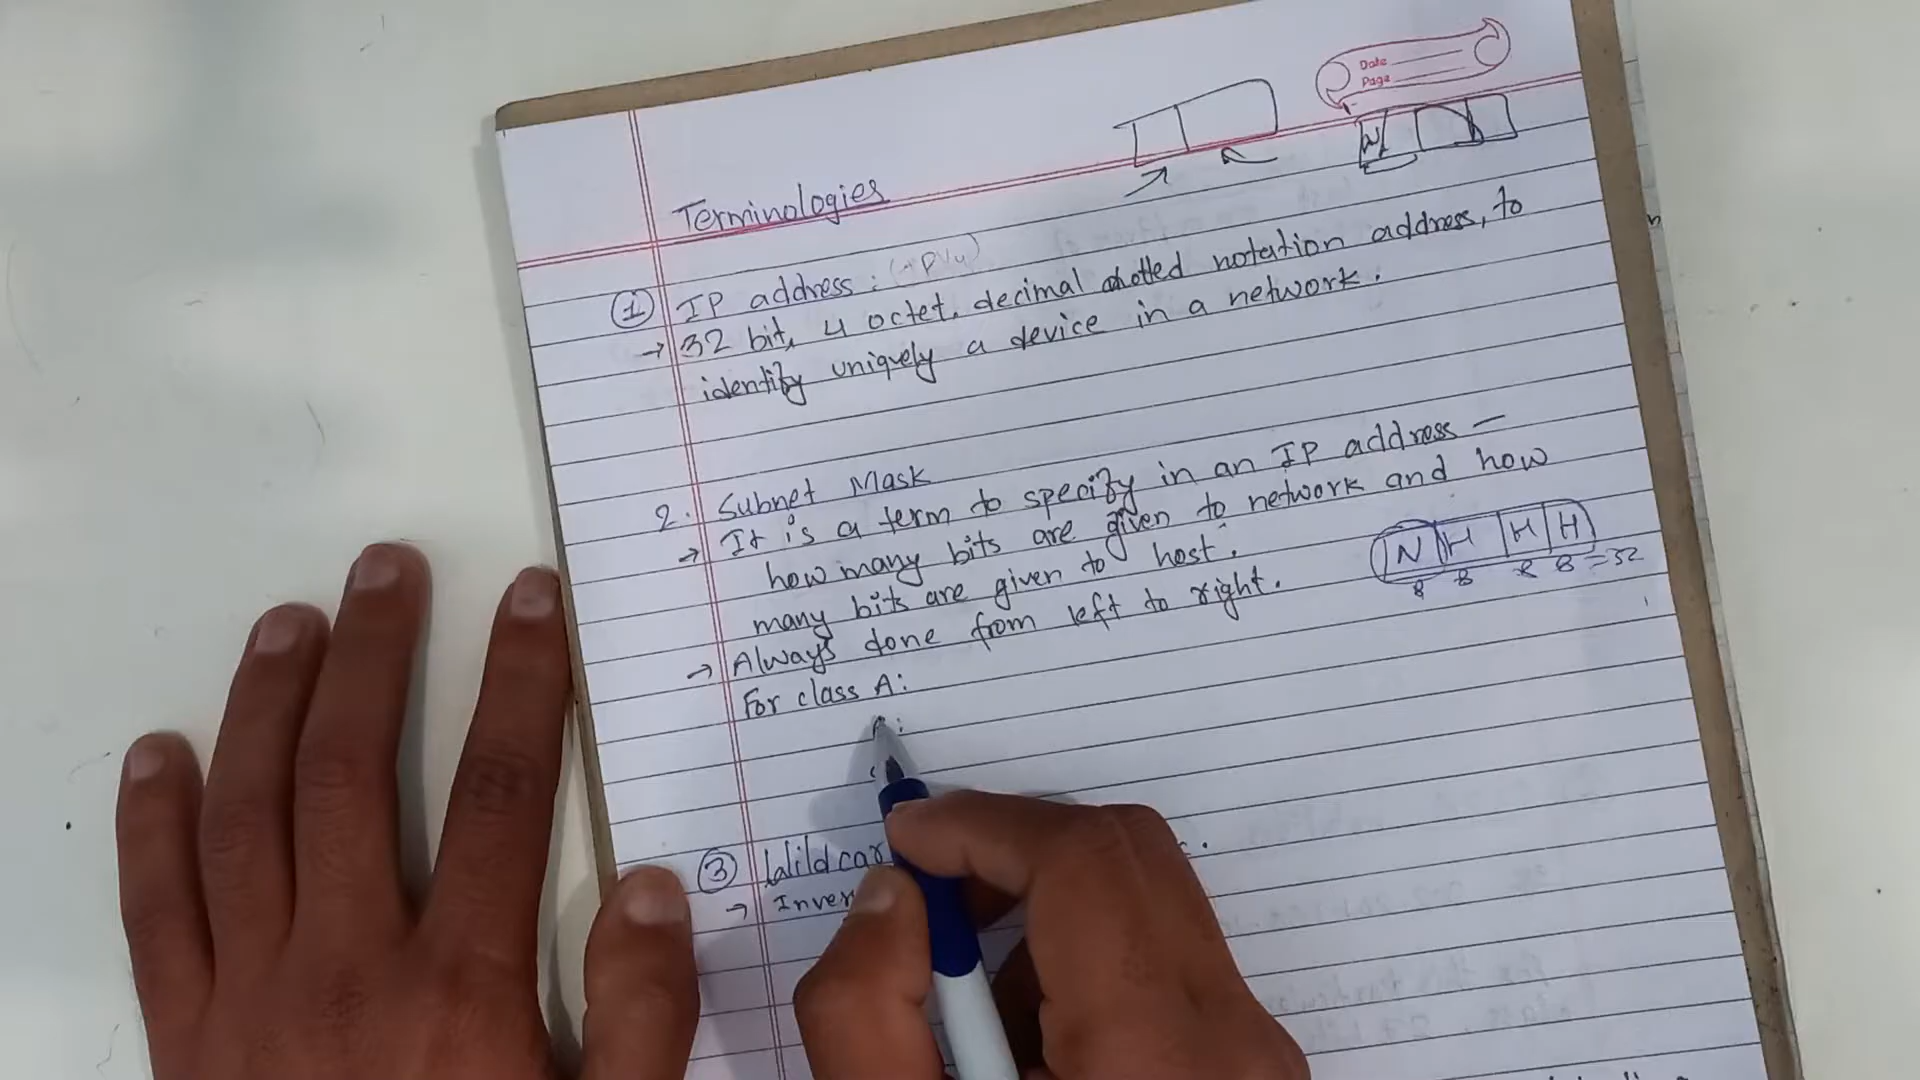 Date
Page
Terminologies
① IP address : (IPV4)
→ 32 bit, 4 octet, decimal dotted notation address, to
identify uniquely a device in a network.
2. Subnet Mask
→ It is a term to specify in an IP address —
how many bits are given to network and how
many bits are given to host.
N H H H
8 8 8 8 = 32
→ Always done from left to right.
For class A:
③ Wildcar
→ Inver